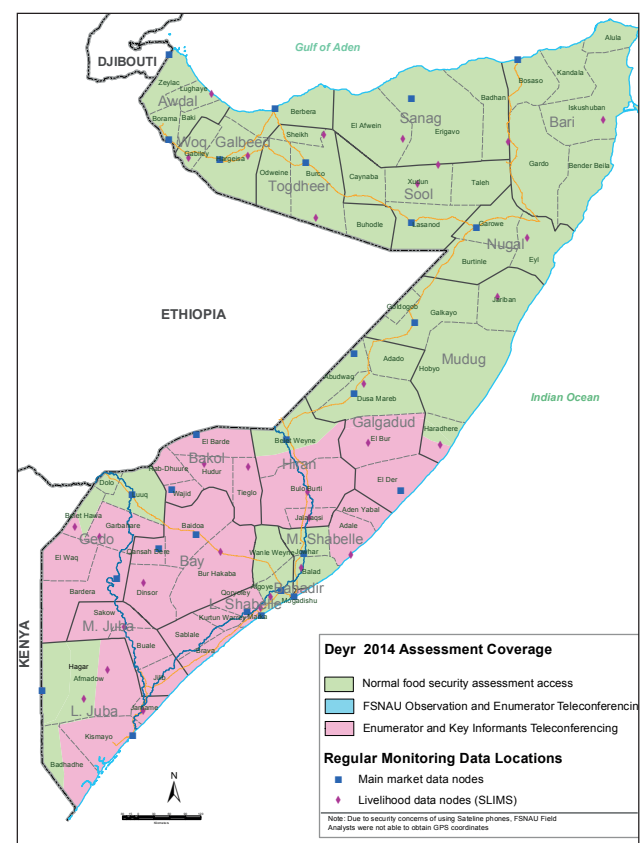 Alula
Gulf of Aden
DJIBOUTI
Kandala
Bosaso
Zeylac
Lughaye
Badhan
Iskushuban
Awdal
Berbera
Borama
Baki
El Afwein
Sanag
Bari
Erigavo
Sheikh
Woq Galbeed
Gabiley
Hargeisa
Gardo
Bender Bella
Odweine
Burco
Caynaba
Xudun
Taleh
Togdheer
Sool
Buhodle
Lasanod
Garowe
Nugal
Burtinle
Eyl
Jariban
Goldogob
Galkayo
ETHIOPIA
Adado
Mudug
Hobyo
Abudwaq
Dusa Mareb
Indian Ocean
Galgadud
Haradhere
El Barde
Belet Weyne
El Bur
Bakol
Hiran
Rab-Dhuure
Hudur
Dolo
El Der
Luuq
Wajid
Tieglo
Bulo Burti
Aden Yabal
Belet Hawa
Garbahare
Jalalaqsi
Adale
Baidoa
Gedo
M. Shabelle
Qansah Dere
Wanle Weyne
Jowhar
El Waq
Bay
Balad
Bur Hakaba
Bardera
Dinsor
Afgoye
Banadir
Qoryoley
Mogadishu
L. Shabelle
Sakow
Kurtun Warrey
Marka
M. Juba
Sablale
Buale
Brava
KENYA
Hagar
Afmadow
Jilib
L. Juba
Jamame
Kismayo
Badhadhe
N
Deyr 2014 Assessment Coverage
Normal food security assessment access
FSNAU Observation and Enumerator Teleconferencin
Enumerator and Key Informants Teleconferencing
Regular Monitoring Data Locations
Main market data nodes
Livelihood data nodes (SLIMS)
Note: Due to security concerns of using Sateline phones, FSNAU Field
Analysts were not able to obtain GPS coordinates